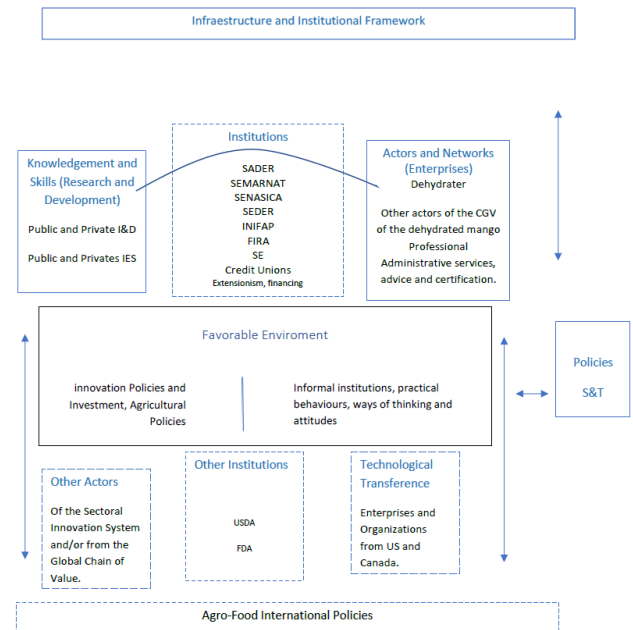 Infraestructure and Institutional Framework
Institutions
SADER
SEMARNAT
SENASICA
SEDER
INIFAP
FIRA
SE
Credit Unions
Extensionism, financing
Knowledgement and
Skills (Research and
Development)
Public and Private I&D
Public and Privates IES
Actors and Networks
(Enterprises)
Dehydrater
Other actors of the CGV
of the dehydrated mango
Professional
Administrative services,
advice and certification.
Favorable Enviroment
innovation Policies and
Investment, Agricultural
Policies
Informal institutions, practical
behaviours, ways of thinking and
attitudes
Policies
S&T
Other Actors
Of the Sectoral
Innovation System
and/or from the
Global Chain of
Value.
Other Institutions
USDA
FDA
Technological
Transference
Enterprises and
Organizations
from US and
Canada.
Agro-Food International Policies